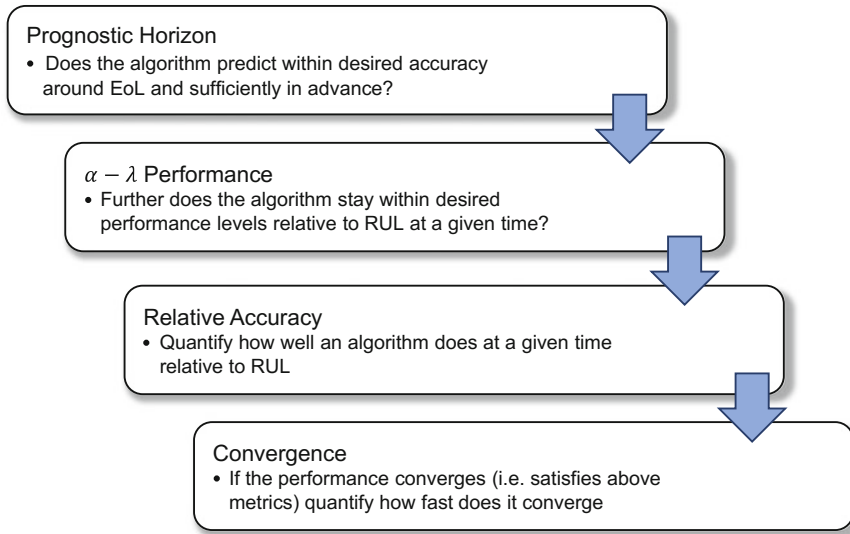 Prognostic Horizon
• Does the algorithm predict within desired accuracy
around EoL and sufficiently in advance?
α − λ Performance
• Further does the algorithm stay within desired
performance levels relative to RUL at a given time?
Relative Accuracy
• Quantify how well an algorithm does at a given time
relative to RUL
Convergence
• If the performance converges (i.e. satisfies above
metrics) quantify how fast does it converge